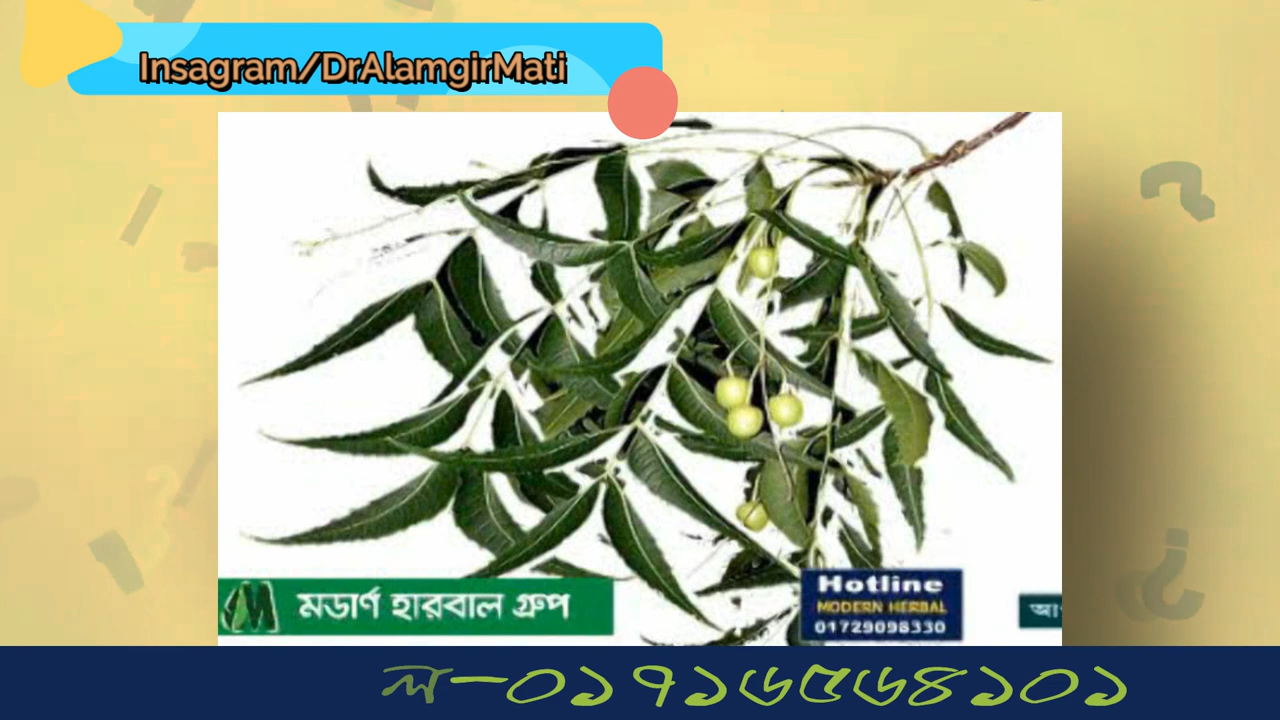 Insagram/DrAlamgirMati
মডার্ণ হারবাল গ্রুপ
Hotline
MODERN HERBAL
01729098330
ল-০১৭১৬৫৬৪১০১